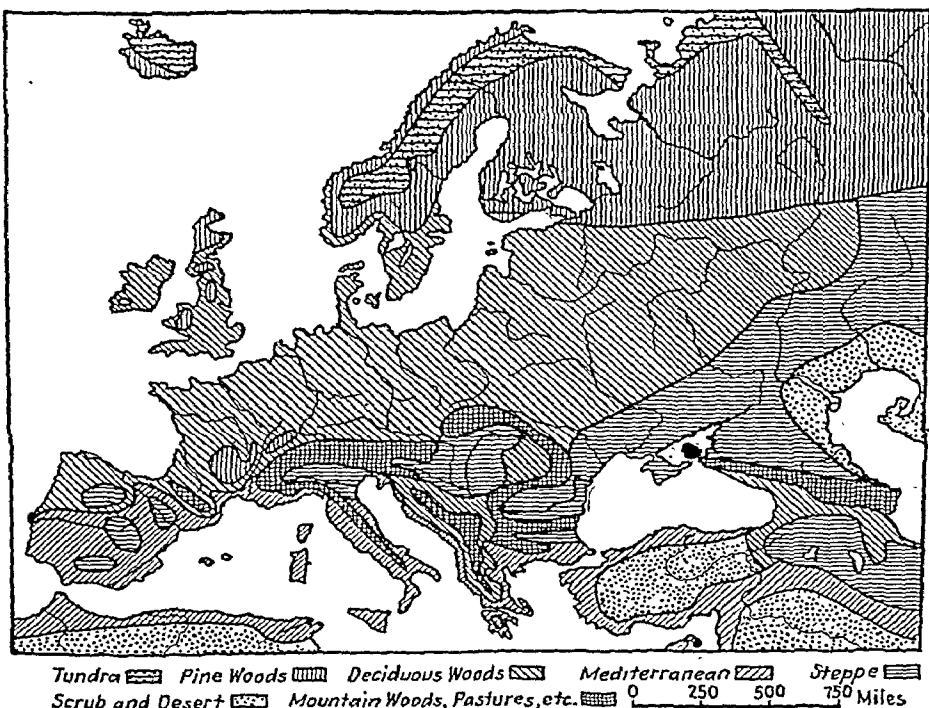 Tundra Pine Woods Deciduous Woods Mediterranean Steppe
Scrub and Desert Mountain Woods, Pastures, etc. 0 250 500 750 Miles